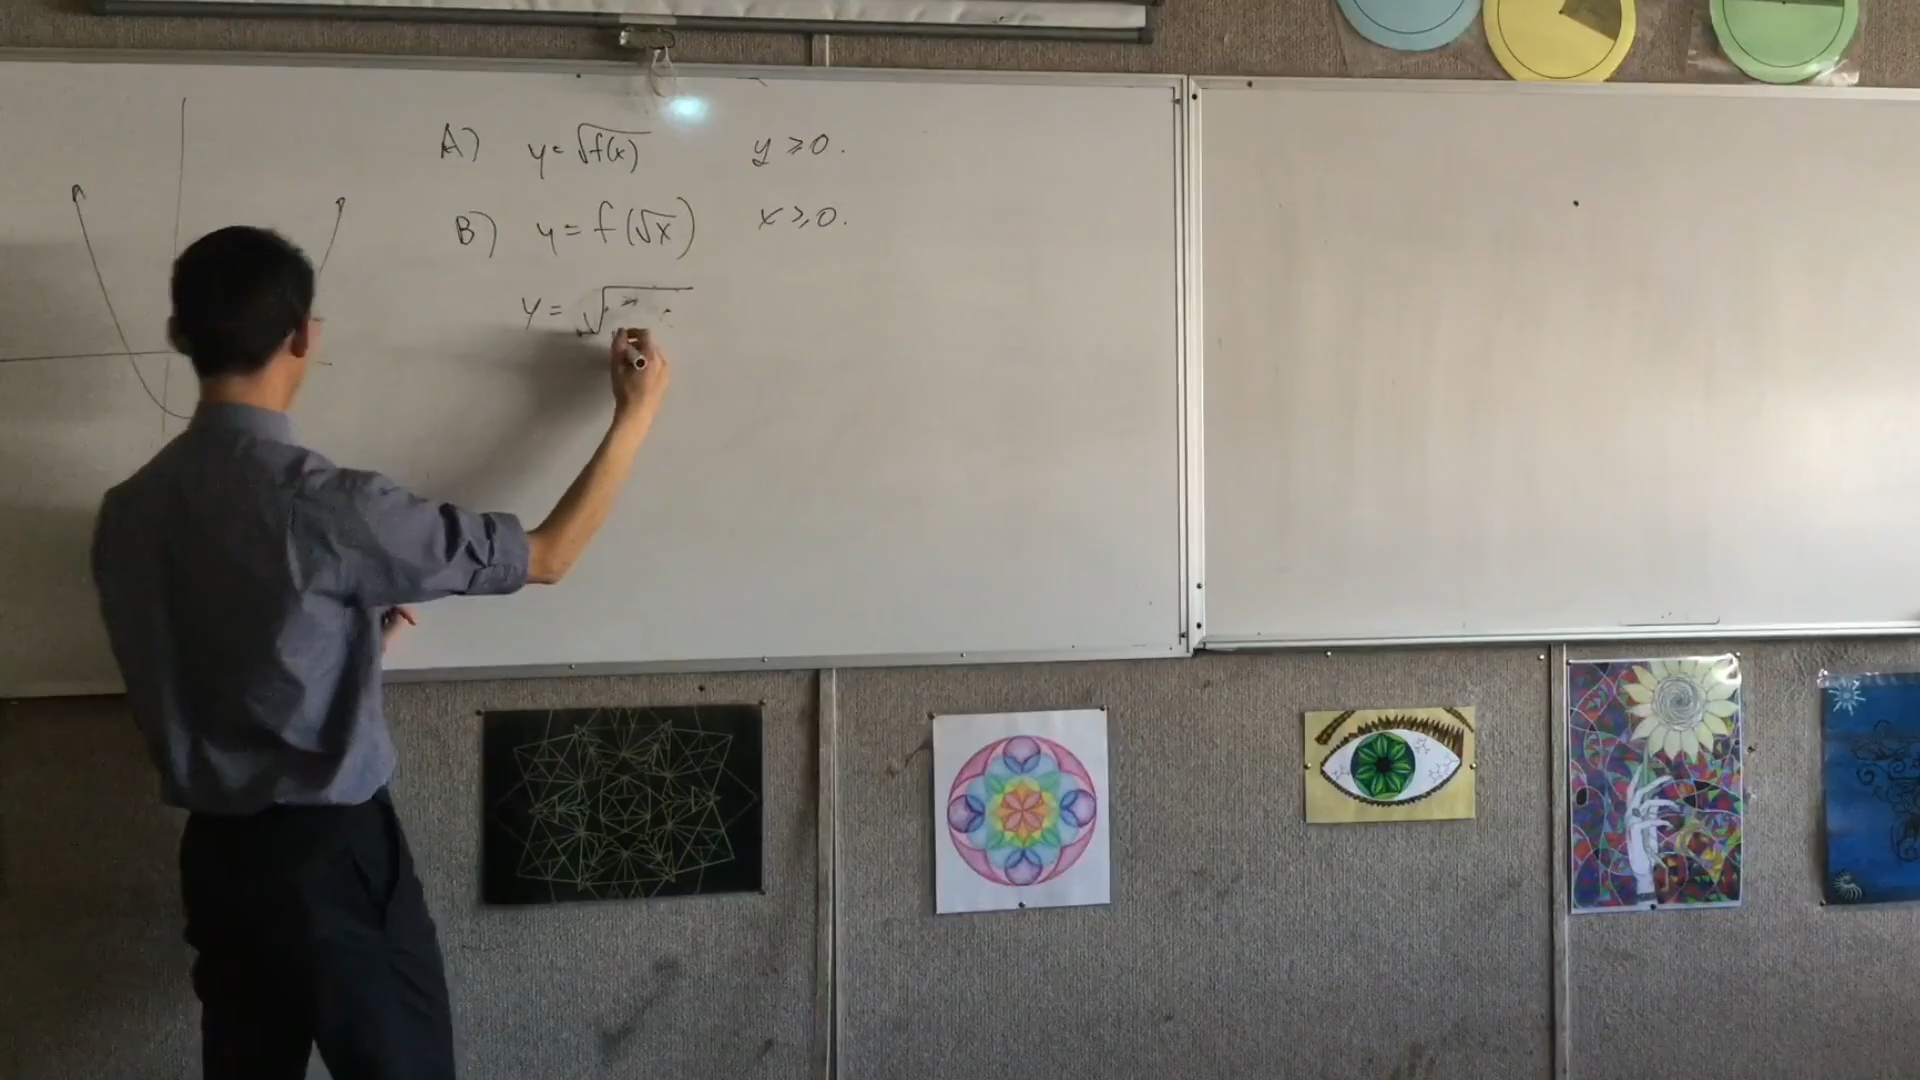 A) y=√f(x) y≥0.
B) y = f(√x) x≥0.
y = √